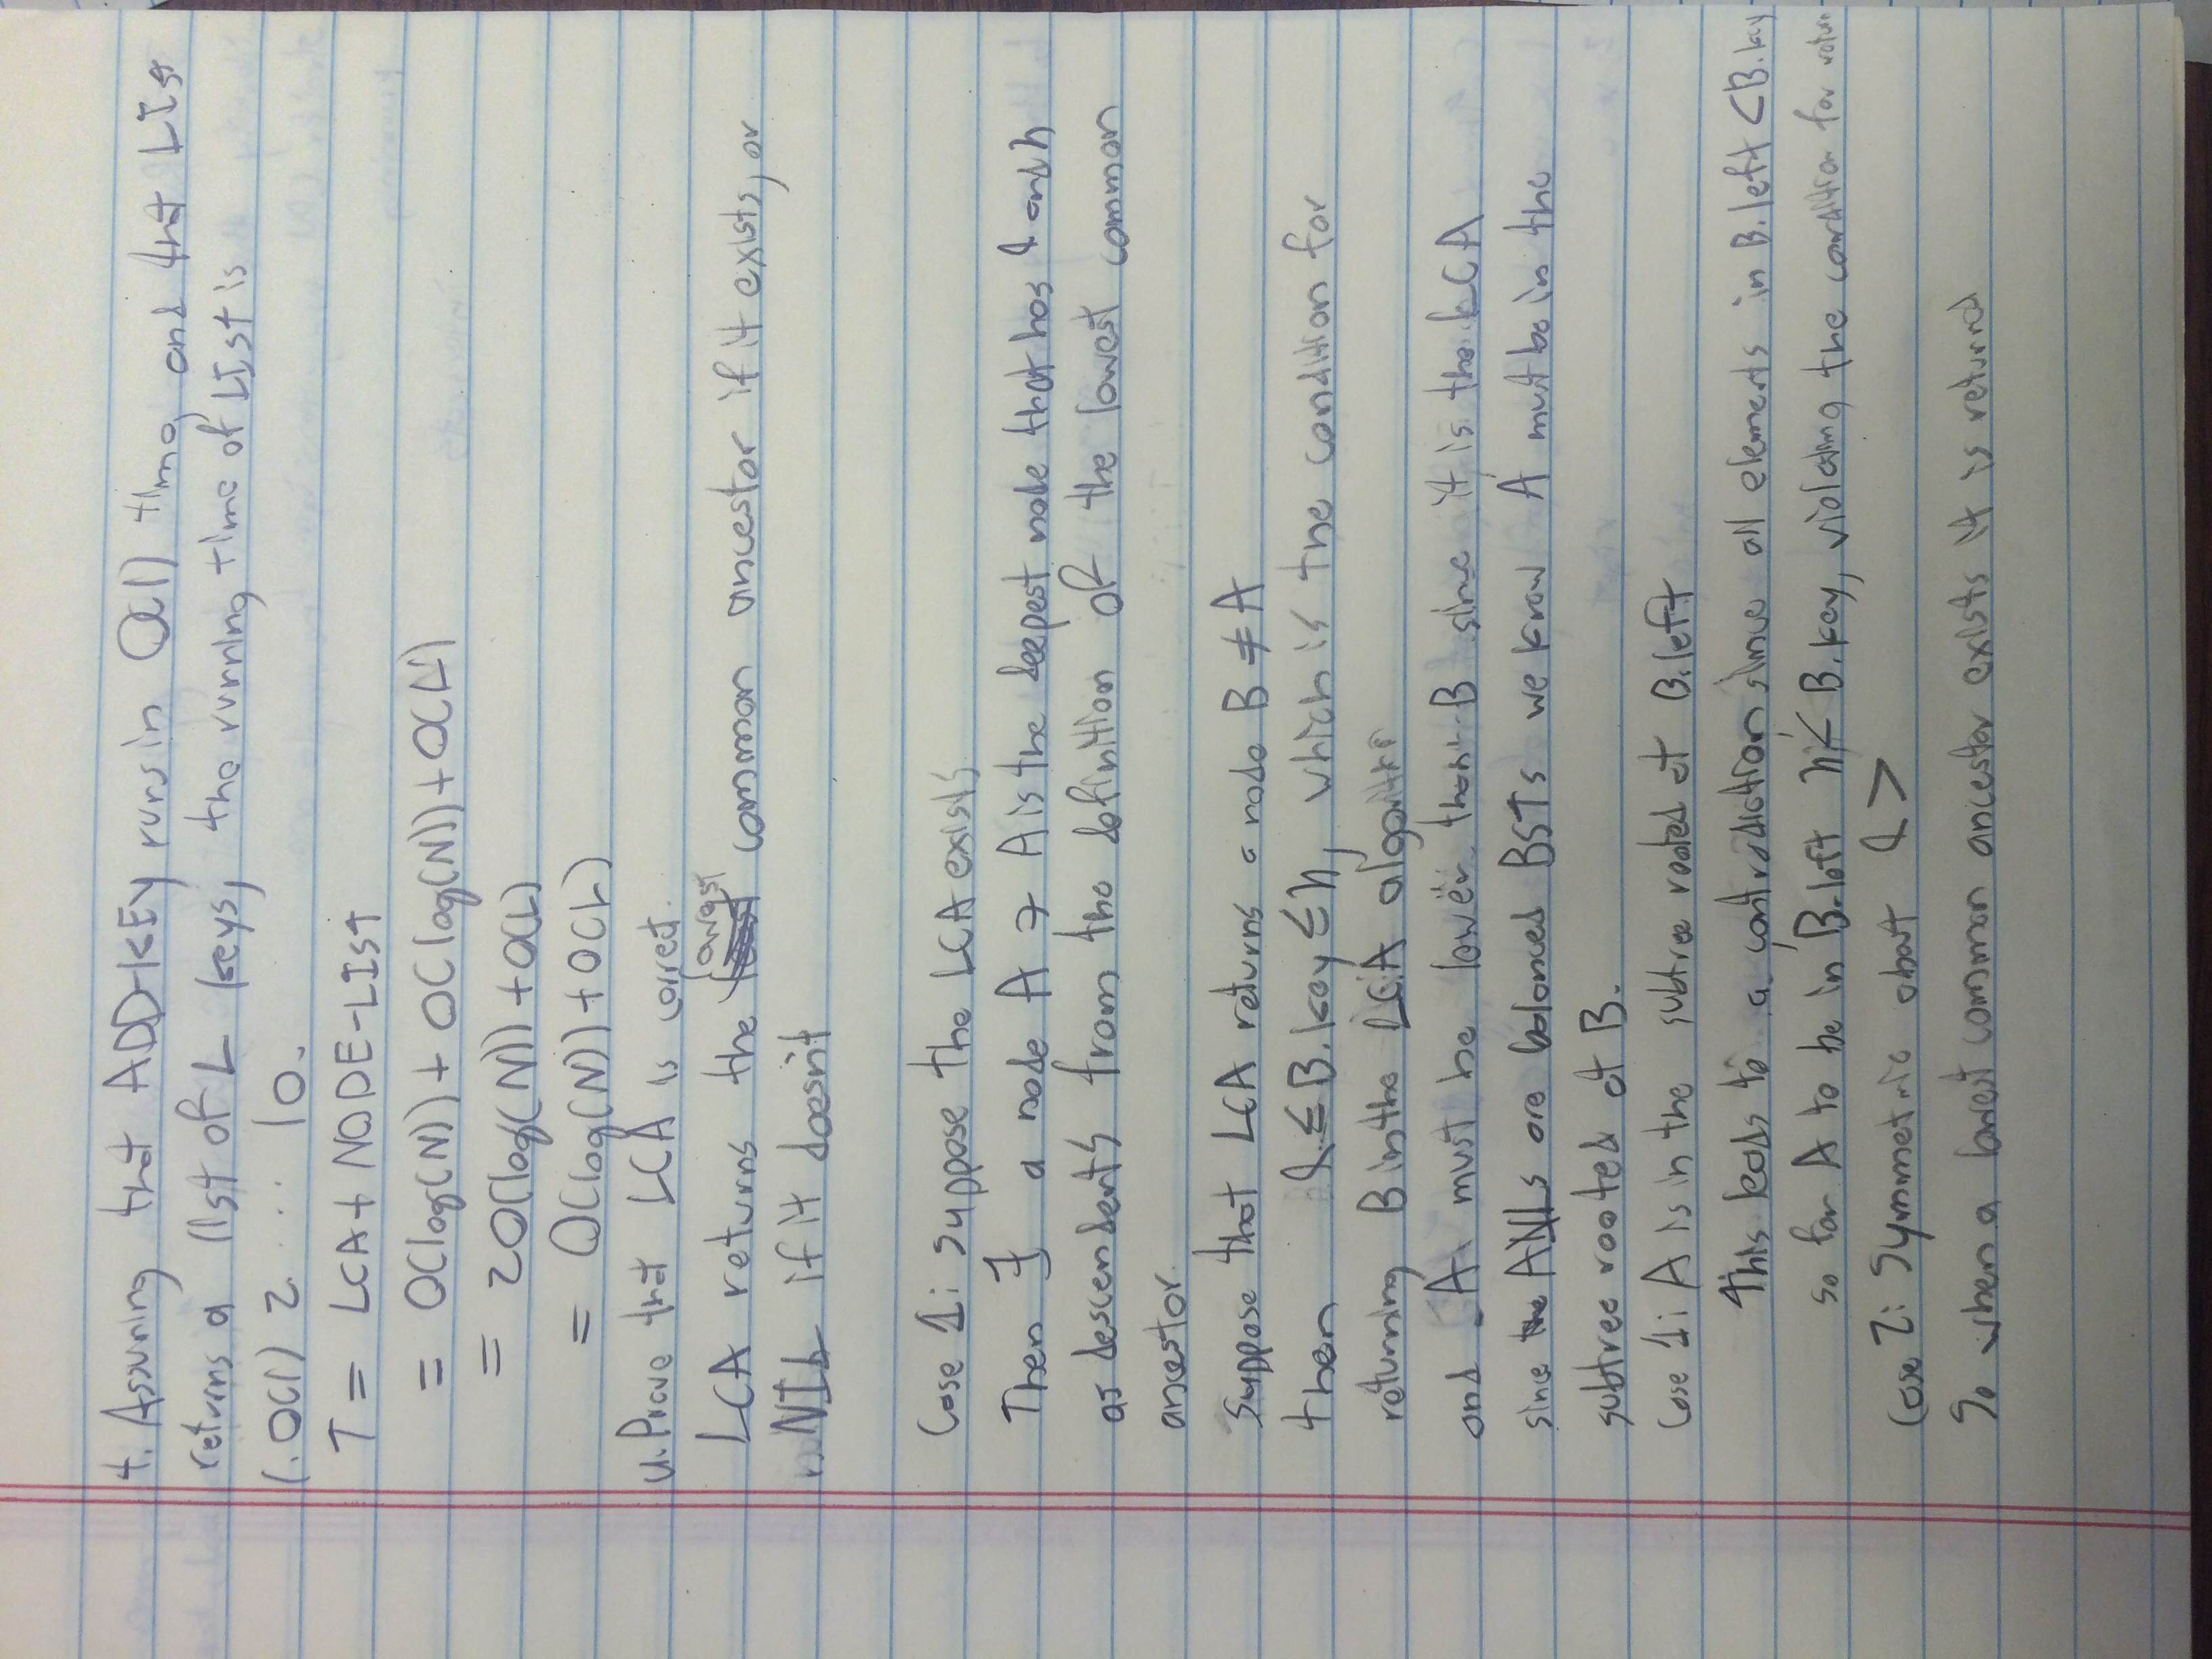 t. Assuming that ADD-KEY runs in O(1) time, and that LIST
returns a list of L keys, the running time of LIST is
1. O(1) 2. ... 10.
T = LCA + NODE-LIST
= O(log(N)) + O(log(N)) + O(L)
= 2O(log(N)) + O(L)
= O(log(N)) + O(L)
u. Prove that LCA is correct.
LCA returns the lowest common ancestor if it exists, or
NIL if it doesn't
Case 1: suppose the LCA exists
Then ∃ a node A ∋ A is the deepest node that has l and h
as descendents from the definition of the lowest common
ancestor.
Suppose that LCA returns a node B ≠ A
then l ≤ B.key ≤ h, which is the condition for
returning B in the LCA algorithm
and A must be lower than B since it is the LCA
since the AVLs are balanced BSTs we know A must be in the
subtree rooted at B.
Case 1: A is in the subtree rooted at B.left
This leads to a contradiction since all elements in B.left < B.key
so for A to be in B.left h < B.key, violating the condition for return
Case 2: Symmetric about l >
So when a lowest common ancestor exists it is returned